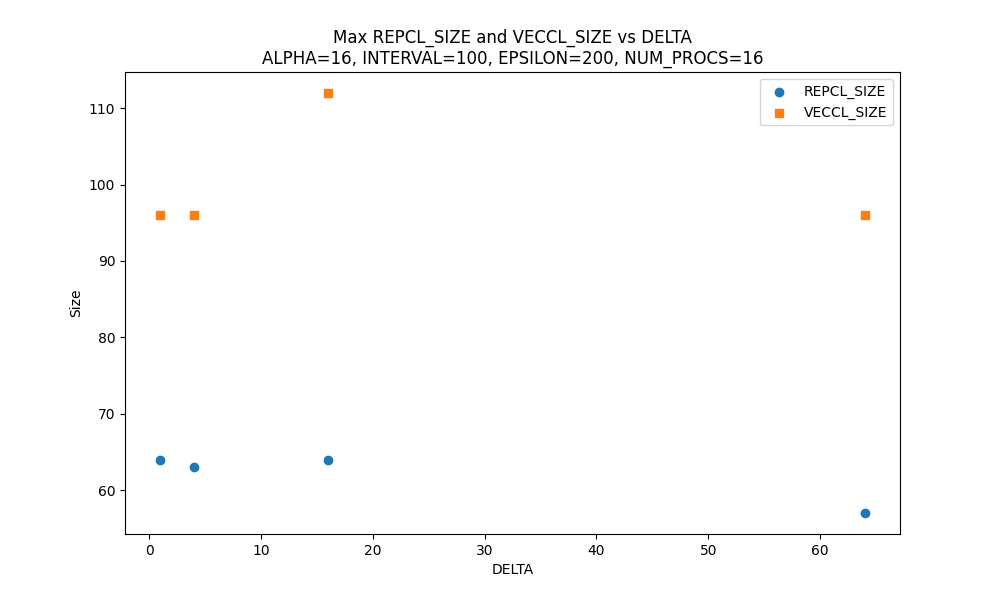 Max REPCL_SIZE and VECCL_SIZE vs DELTA
ALPHA=16, INTERVAL=100, EPSILON=200, NUM_PROCS=16
REPCL_SIZE
VECCL_SIZE
110
100
90
80
70
60
Size
0 10 20 30 40 50 60
DELTA